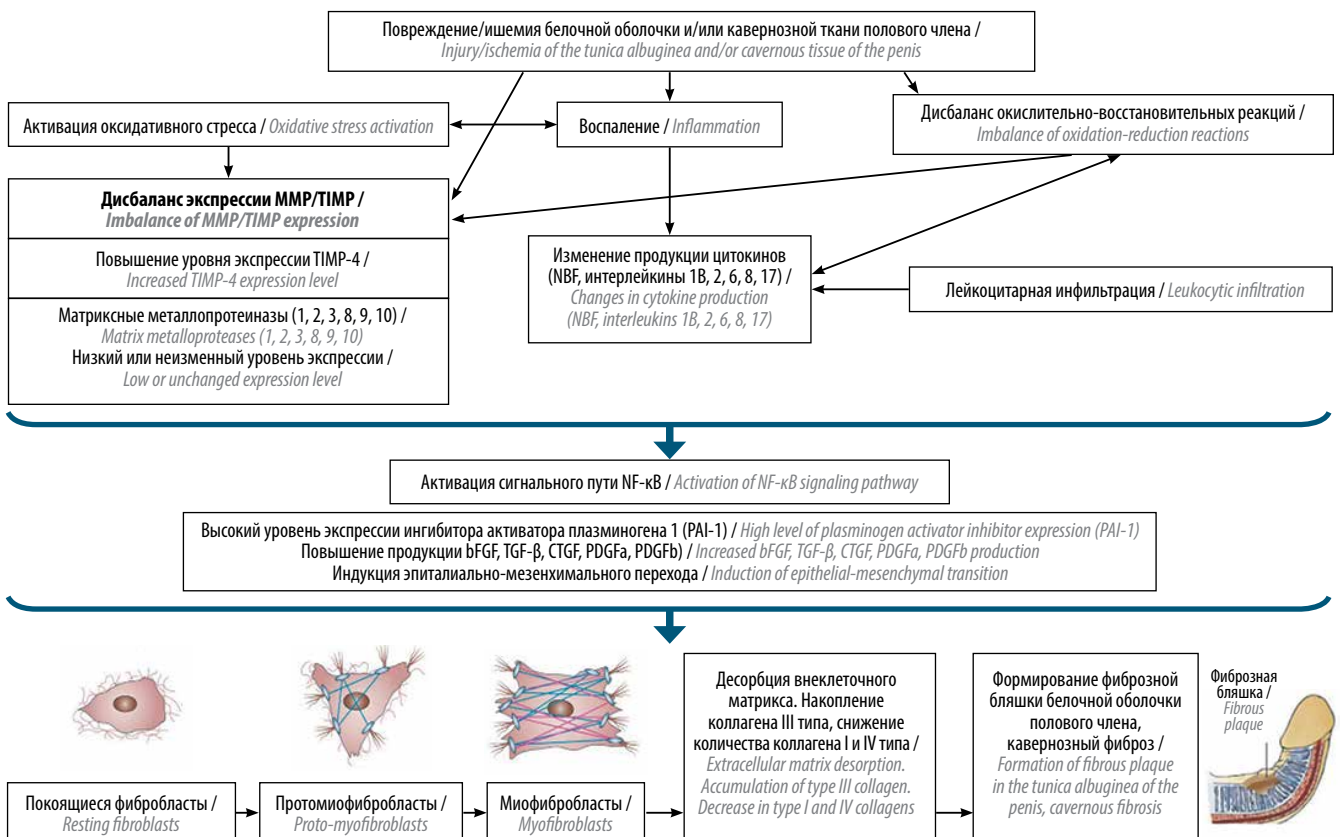 Повреждение/ишемия белочной оболочки и/или кавернозной ткани полового члена /
Injury/ischemia of the tunica albuginea and/or cavernous tissue of the penis
Активация оксидативного стресса / Oxidative stress activation
Воспаление / Inflammation
Дисбаланс окислительно-восстановительных реакций /
Imbalance of oxidation-reduction reactions
Дисбаланс экспрессии MMP/TIMP /
Imbalance of MMP/TIMP expression
Повышение уровня экспрессии TIMP-4 /
Increased TIMP-4 expression level
Матриксные металлопротеиназы (1, 2, 3, 8, 9, 10) /
Matrix metalloproteases (1, 2, 3, 8, 9, 10)
Низкий или неизменный уровень экспрессии /
Low or unchanged expression level
Изменение продукции цитокинов
(NBF, интерлейкины 1B, 2, 6, 8, 17) /
Changes in cytokine production
(NBF, interleukins 1B, 2, 6, 8, 17)
Лейкоцитарная инфильтрация / Leukocytic infiltration
Активация сигнального пути NF-κB / Activation of NF-κB signaling pathway
Высокий уровень экспрессии ингибитора активатора плазминогена 1 (PAI-1) / High level of plasminogen activator inhibitor expression (PAI-1)
Повышение продукции bFGF, TGF-β, CTGF, PDGFa, PDGFb) / Increased bFGF, TGF-β, CTGF, PDGFa, PDGFb production
Индукция эпиталиально-мезенхимального перехода / Induction of epithelial-mesenchymal transition
Покоящиеся фибробласты /
Resting fibroblasts
Протомиофибробласты /
Proto-myofibroblasts
Миофибробласты /
Myofibroblasts
Десорбция внеклеточного
матрикса. Накопление
коллагена III типа, снижение
количества коллагена I и IV типа /
Extracellular matrix desorption.
Accumulation of type III collagen.
Decrease in type I and IV collagens
Формирование фиброзной
бляшки белочной оболочки
полового члена,
кавернозный фиброз /
Formation of fibrous plaque
in the tunica albuginea of the
penis, cavernous fibrosis
Фиброзная
бляшка /
Fibrous
plaque